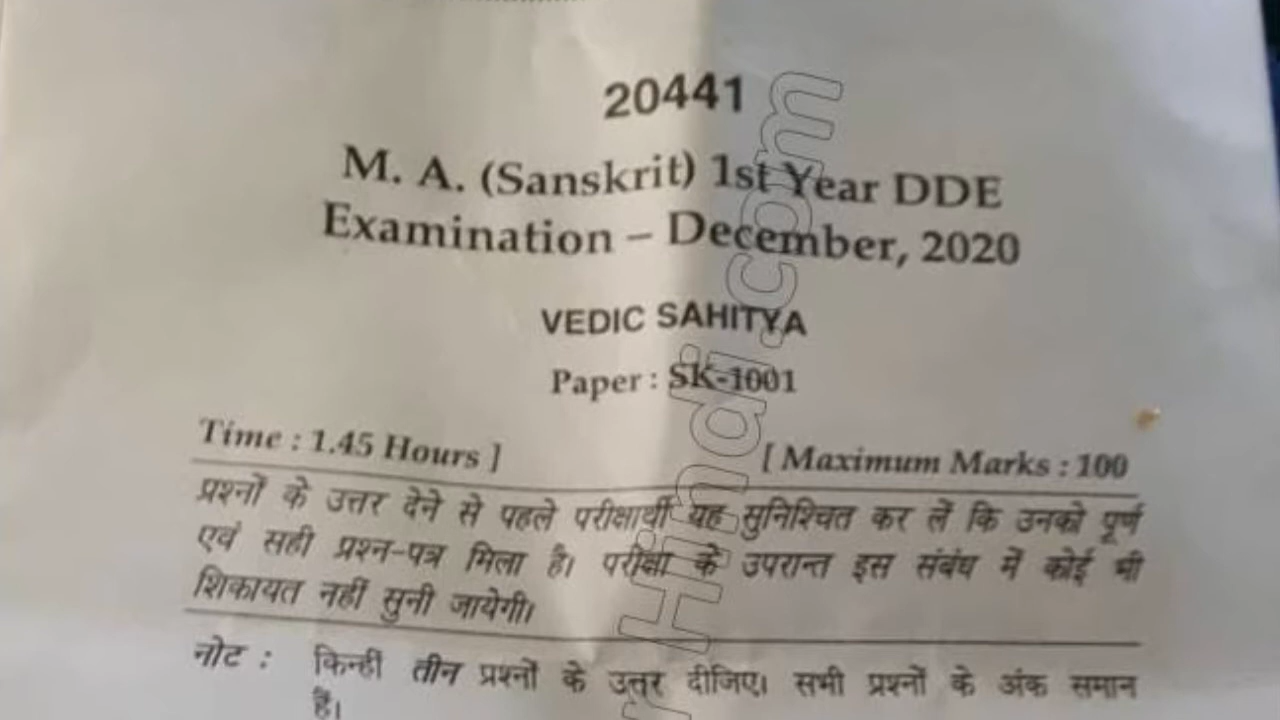 20441
M. A. (Sanskrit) 1st Year DDE
Examination – December, 2020
VEDIC SAHITYA
Paper : SK-1001
Time : 1.45 Hours ] [ Maximum Marks : 100
प्रश्नों के उत्तर देने से पहले परीक्षार्थी यह सुनिश्चित कर लें कि उनको पूर्ण
एवं सही प्रश्न-पत्र मिला है। परीक्षा के उपरान्त इस संबंध में कोई भी
शिकायत नहीं सुनी जायेगी।
नोट : किन्हीं तीन प्रश्नों के उत्तर दीजिए। सभी प्रश्नों के अंक समान
हैं।
Hindi.com